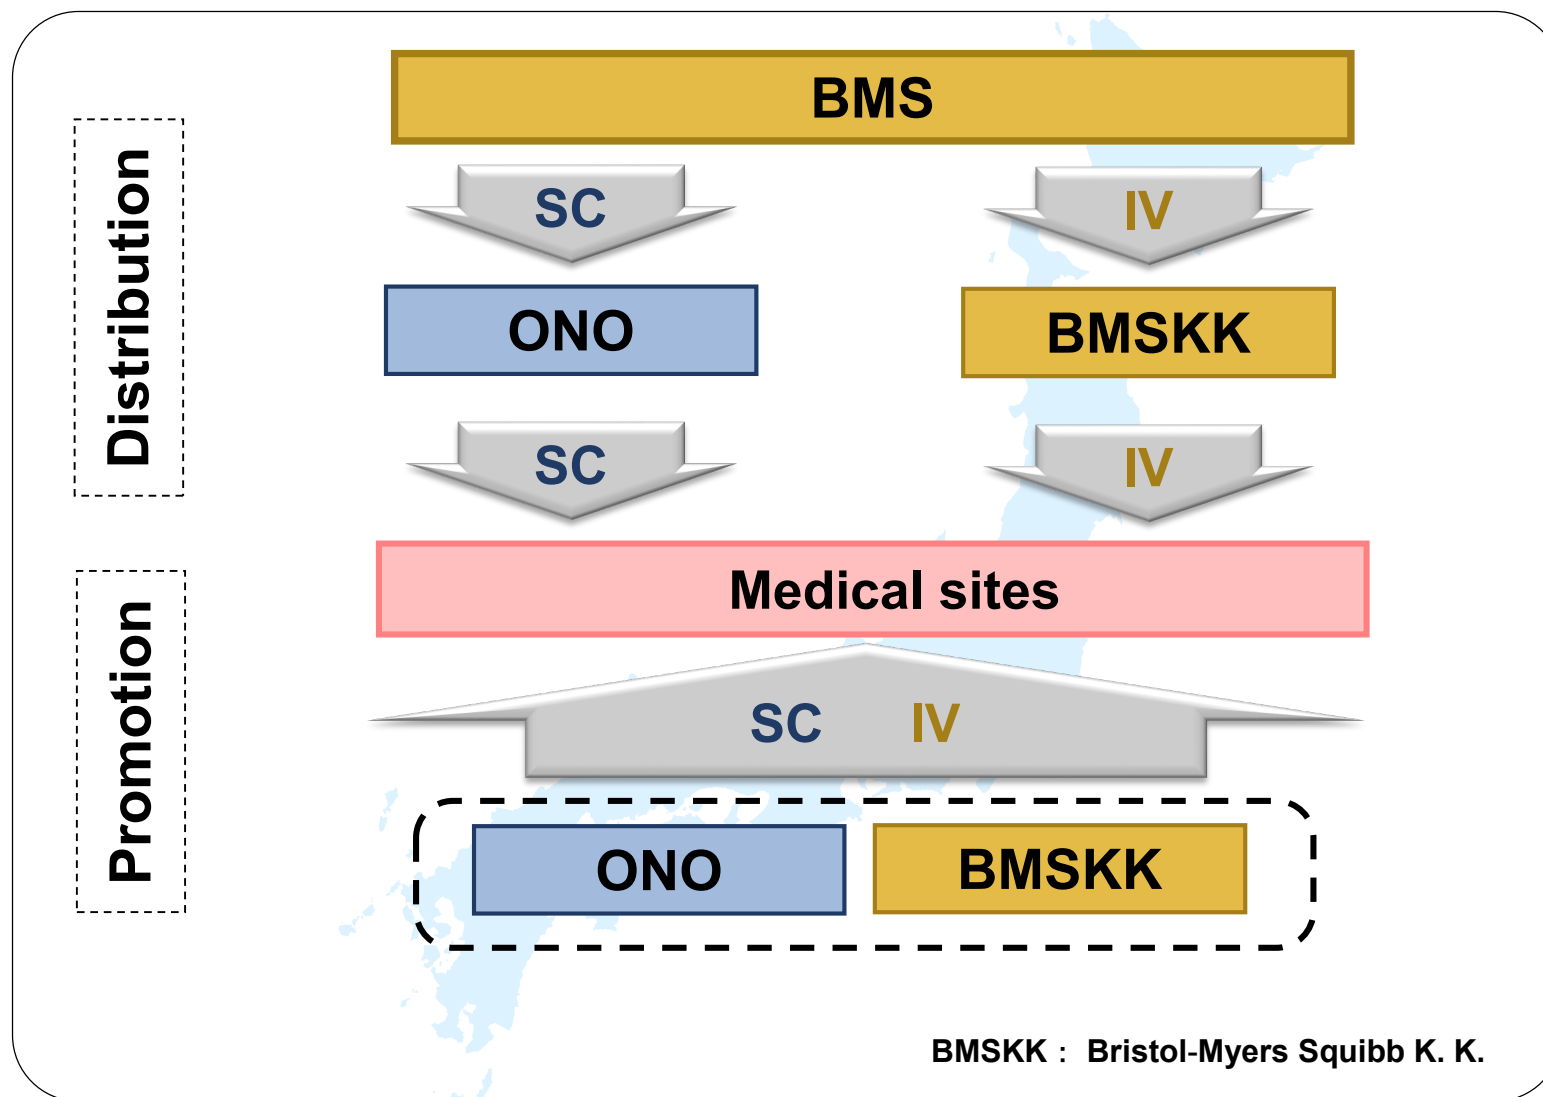 BMS
Distribution
SC
IV
ONO
BMSKK
SC
IV
Medical sites
Promotion
SC IV
ONO
BMSKK
BMSKK : Bristol-Myers Squibb K. K.